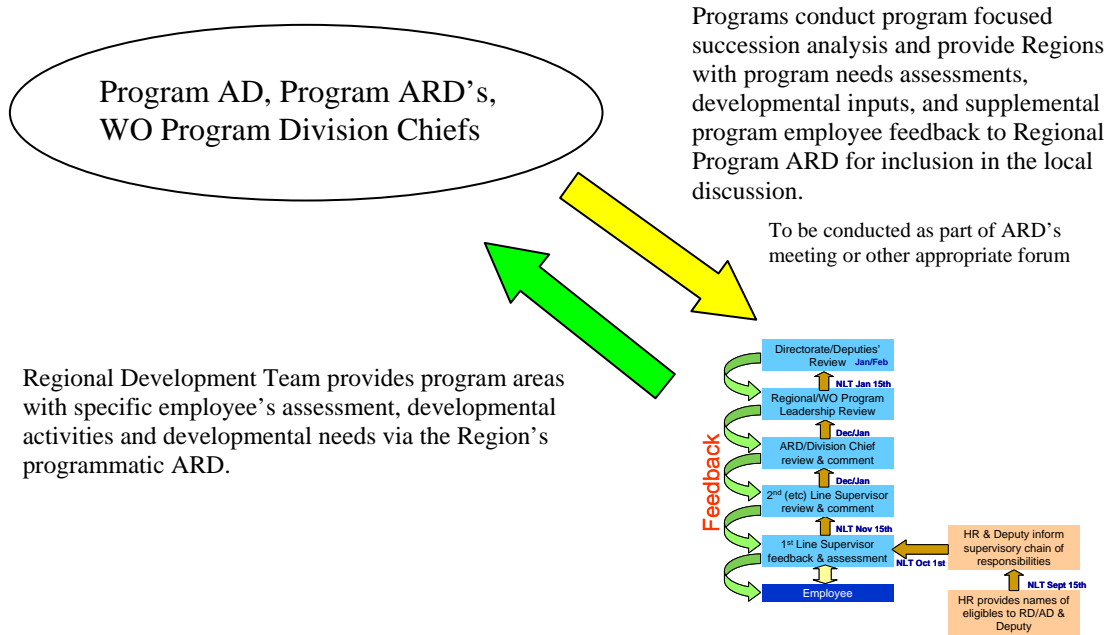 Programs conduct program focused
succession analysis and provide Regions
with program needs assessments,
developmental inputs, and supplemental
program employee feedback to Regional
Program ARD for inclusion in the local
discussion.
Program AD, Program ARD's,
WO Program Division Chiefs
To be conducted as part of ARD's
meeting or other appropriate forum
Regional Development Team provides program areas
with specific employee's assessment, developmental
activities and developmental needs via the Region's
programmatic ARD.
Feedback
Directorate/Deputies'
Review Jan/Feb
NLT Jan 15th
Regional/WO Program
Leadership Review
Dec/Jan
ARD/Division Chief
review & comment
Dec/Jan
2nd (etc) Line Supervisor
review & comment
NLT Nov 15th
1st Line Supervisor
feedback & assessment
Employee
NLT Oct 1st
HR & Deputy inform
supervisory chain of
responsibilities
NLT Sept 15th
HR provides names of
eligibles to RD/AD &
Deputy